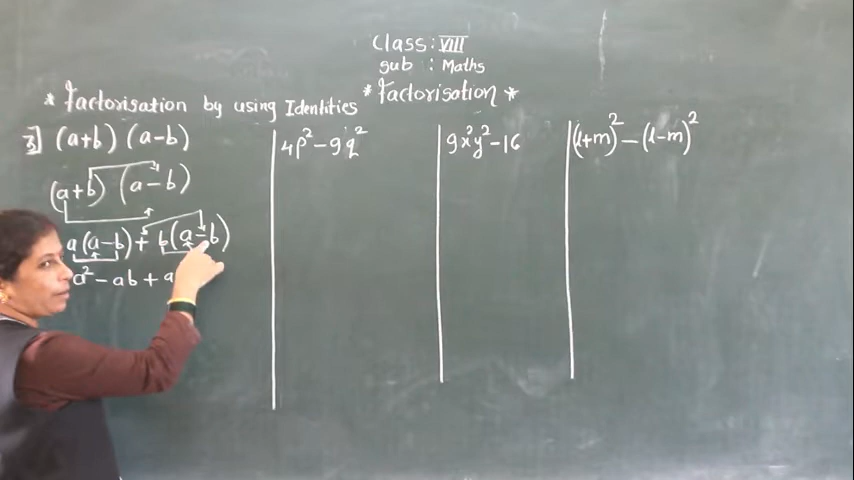 Class: VIII
sub : Maths
* Factorisation *
* Factorisation by using Identities
3] (a+b) (a-b)
(a+b) (a-b)
a(a-b)+b(a-b)
a² - ab + a
4p² - 9q²
9x²y² - 16
(l+m)² - (l-m)²